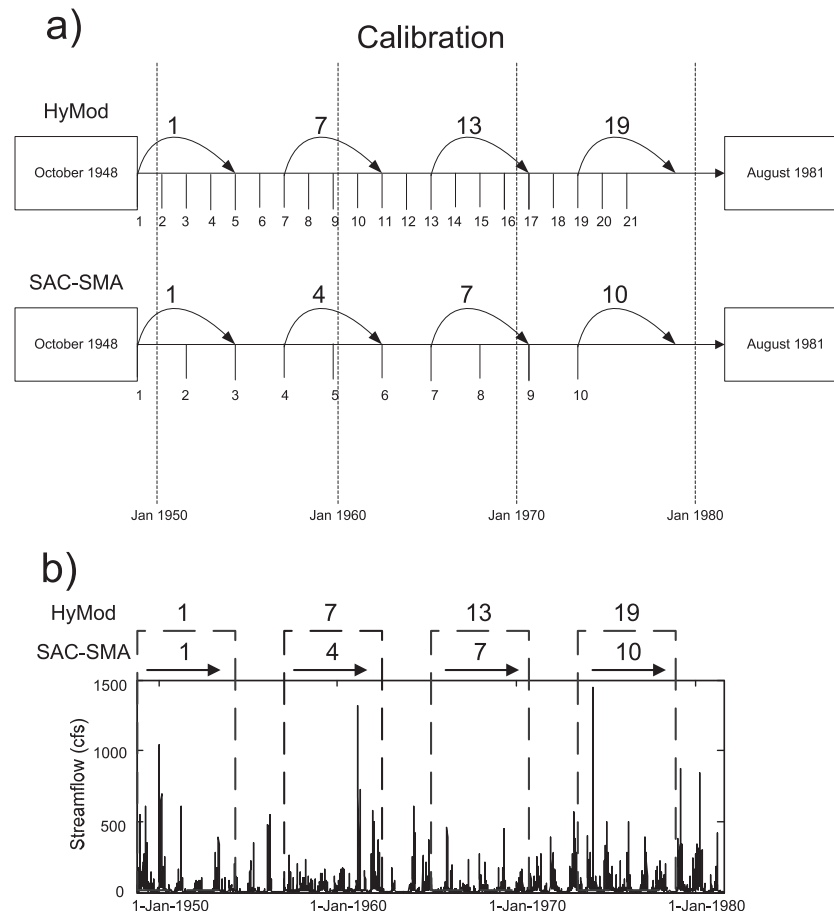 a)
Calibration
HyMod
1 7 13 19
October 1948
August 1981
1 2 3 4 5 6 7 8 9 10 11 12 13 14 15 16 17 18 19 20 21
SAC-SMA
1 4 7 10
October 1948
August 1981
1 2 3 4 5 6 7 8 9 10
Jan 1950 Jan 1960 Jan 1970 Jan 1980
b)
HyMod 1 7 13 19
SAC-SMA 1 4 7 10
Streamflow (cfs)
1500
1000
500
0
1-Jan-1950 1-Jan-1960 1-Jan-1970 1-Jan-1980